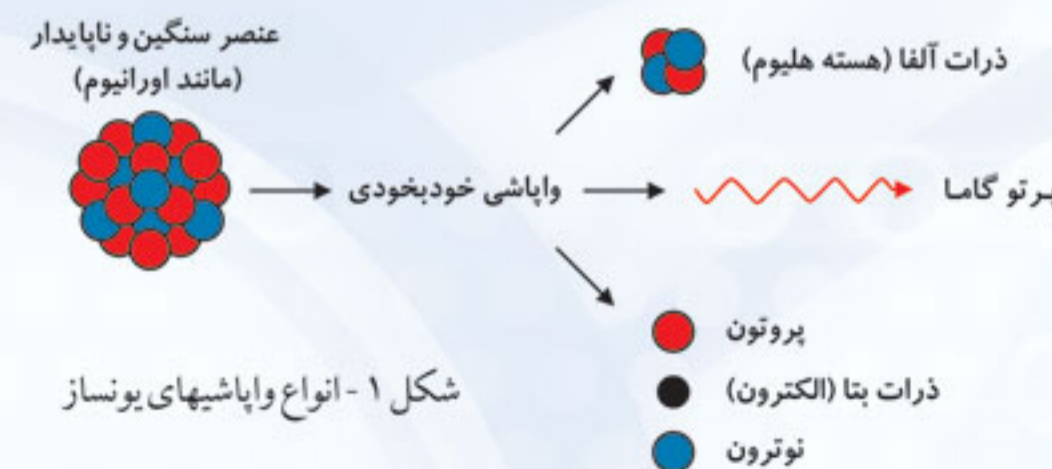 عنصر سنگین و ناپایدار
(مانند اورانیوم)
ذرات آلفا (هسته هلیوم)
واپاشی خودبخودی
پرتو گاما
پروتون
ذرات بتا (الکترون)
نوترون
شکل ۱ - انواع واپاشیهای یونساز